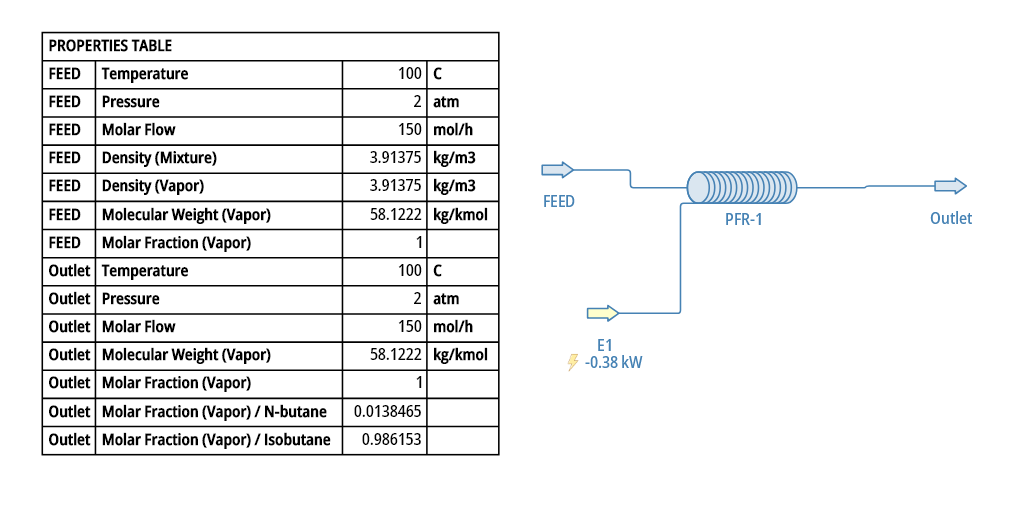 PROPERTIES TABLE
FEED Temperature 100 C
FEED Pressure 2 atm
FEED Molar Flow 150 mol/h
FEED Density (Mixture) 3.91375 kg/m3
FEED Density (Vapor) 3.91375 kg/m3
FEED Molecular Weight (Vapor) 58.1222 kg/kmol
FEED Molar Fraction (Vapor) 1
Outlet Temperature 100 C
Outlet Pressure 2 atm
Outlet Molar Flow 150 mol/h
Outlet Molecular Weight (Vapor) 58.1222 kg/kmol
Outlet Molar Fraction (Vapor) 1
Outlet Molar Fraction (Vapor) / N-butane 0.0138465
Outlet Molar Fraction (Vapor) / Isobutane 0.986153
FEED
PFR-1
Outlet
E1
-0.38 kW